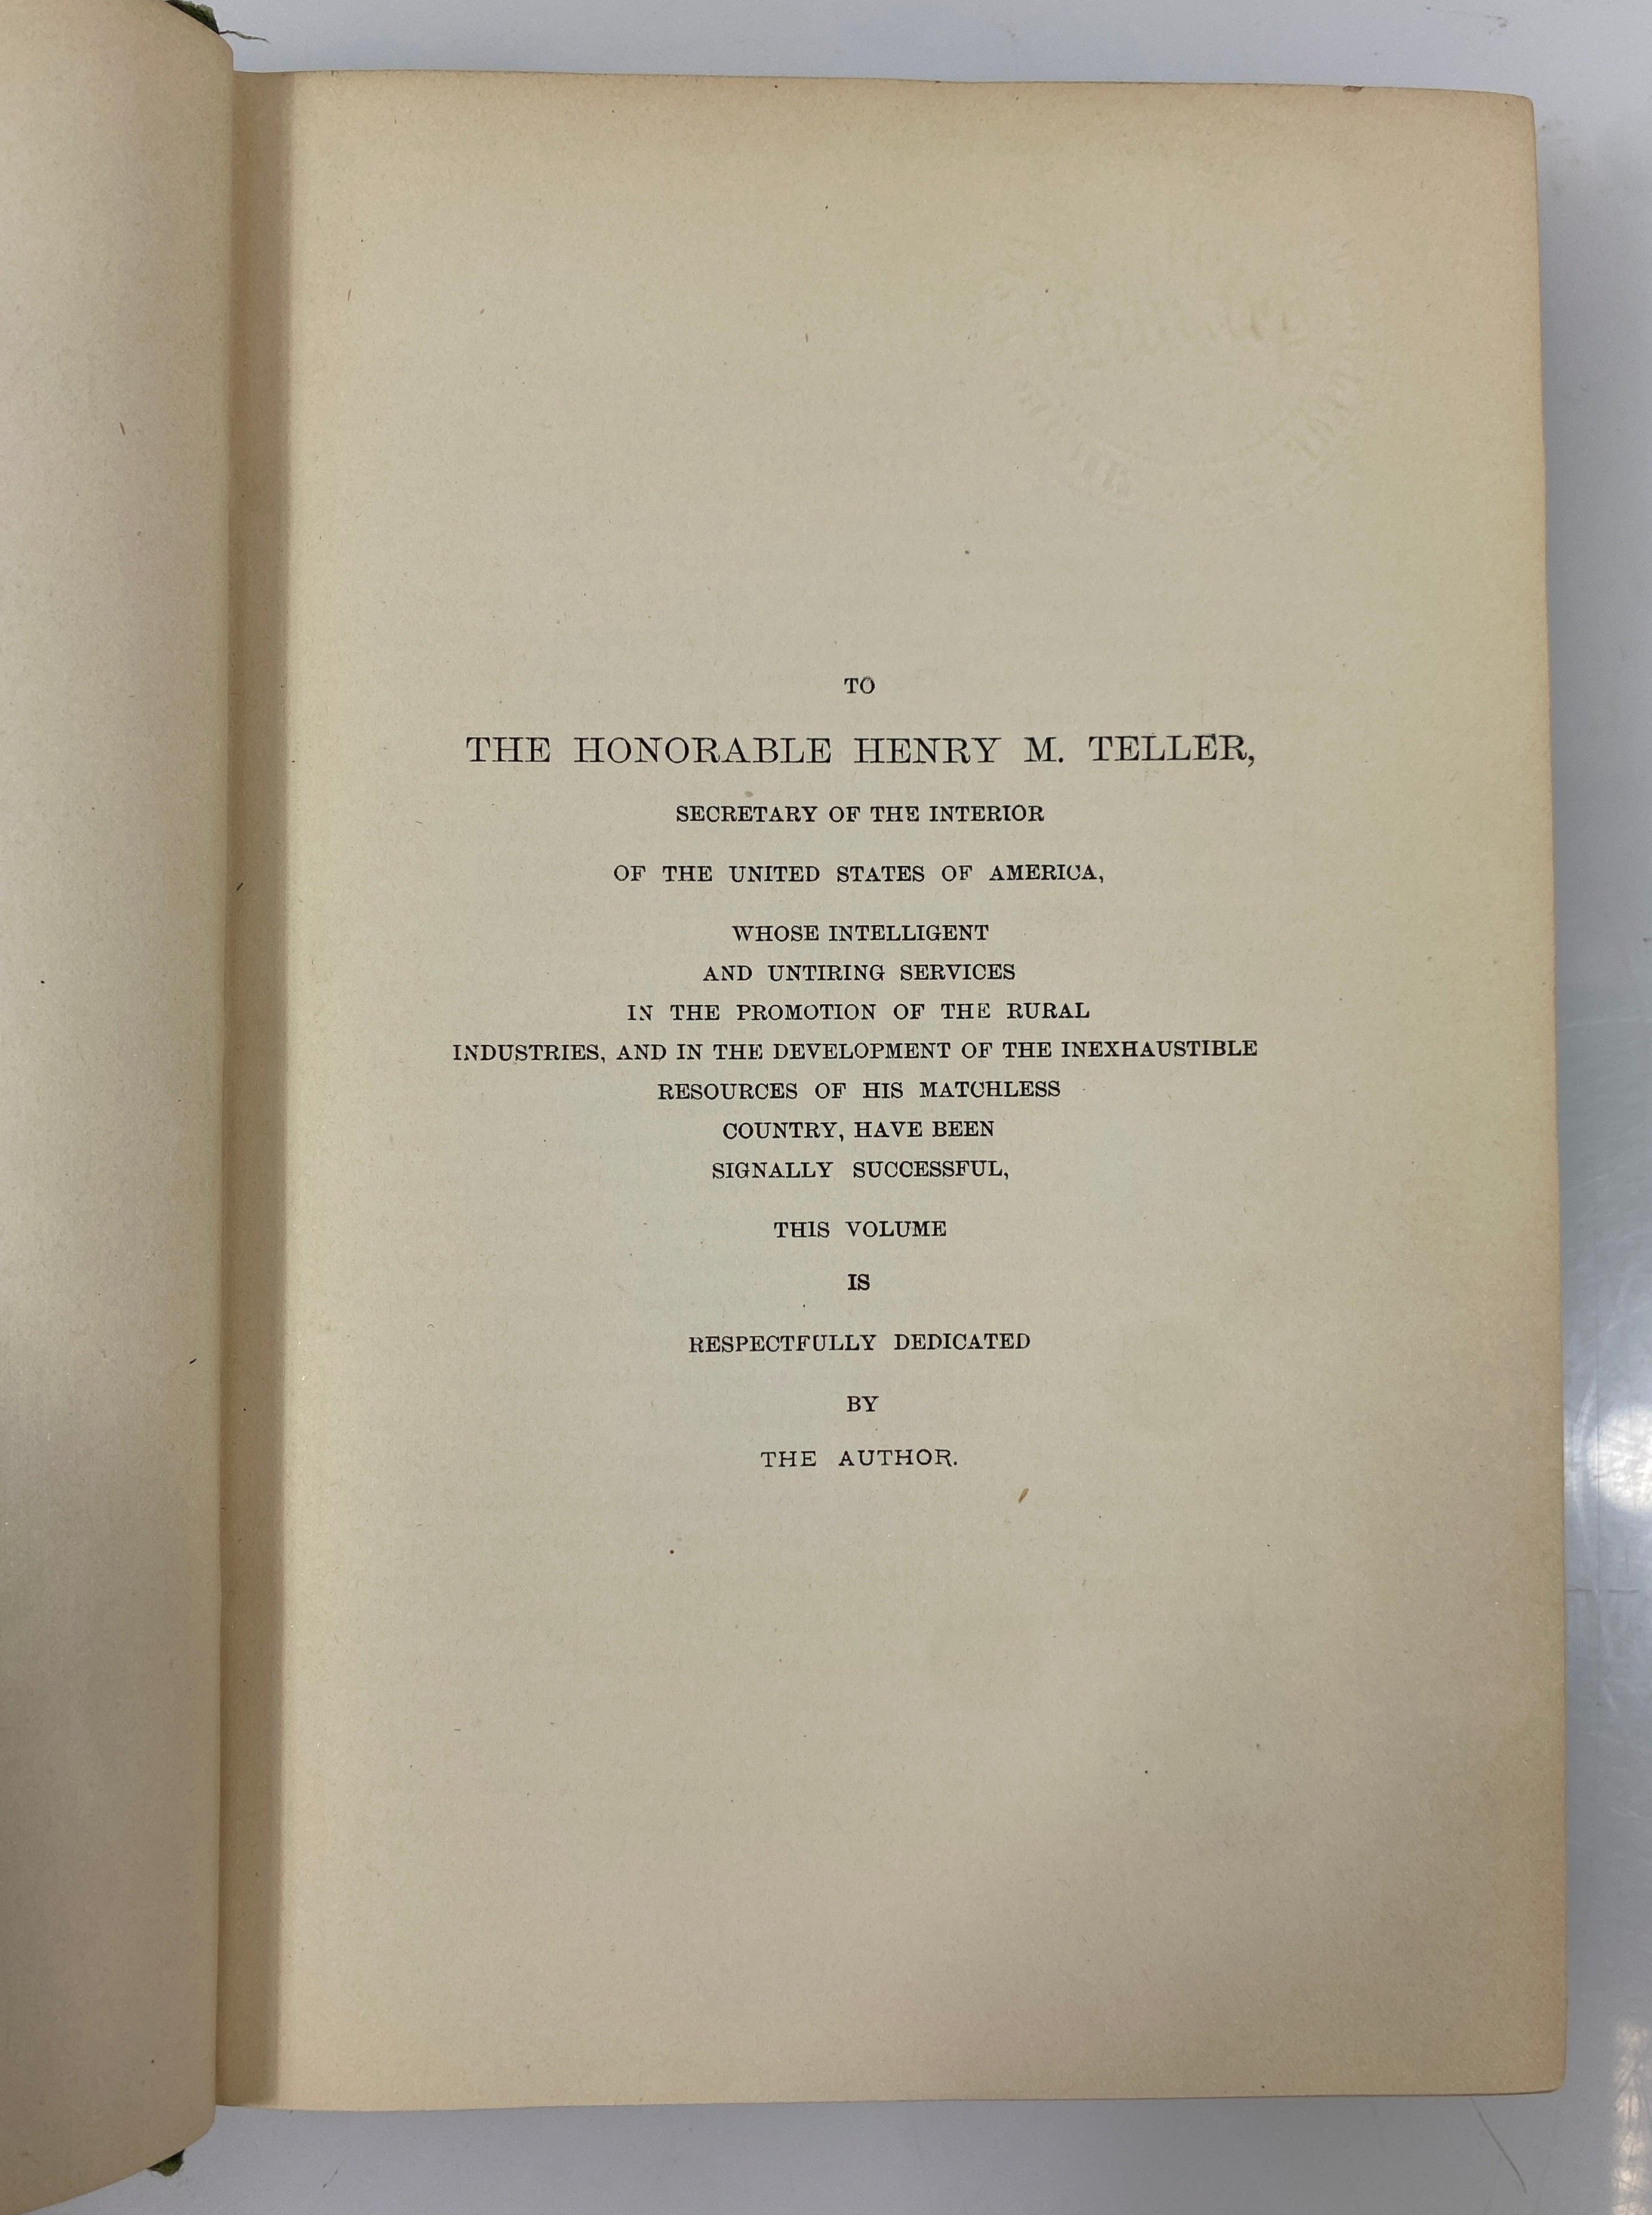 TO
THE HONORABLE HENRY M. TELLER,
SECRETARY OF THE INTERIOR
OF THE UNITED STATES OF AMERICA,
WHOSE INTELLIGENT
AND UNTIRING SERVICES
IN THE PROMOTION OF THE RURAL
INDUSTRIES, AND IN THE DEVELOPMENT OF THE INEXHAUSTIBLE
RESOURCES OF HIS MATCHLESS
COUNTRY, HAVE BEEN
SIGNALLY SUCCESSFUL,
THIS VOLUME
IS
RESPECTFULLY DEDICATED
BY
THE AUTHOR.